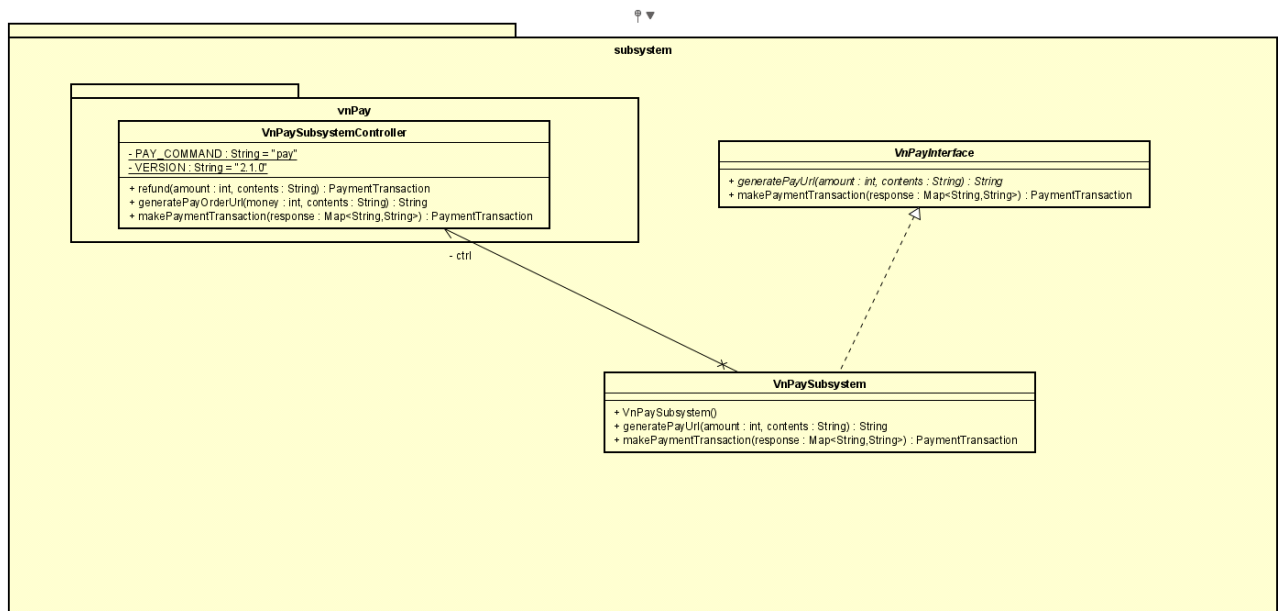 subsystem
vnPay
VnPaySubsystemController
- PAY_COMMAND : String = "pay"
- VERSION : String = "2.1.0"
+ refund(amount : int, contents : String) : PaymentTransaction
+ generatePayOrderUrl(money : int, contents : String) : String
+ makePaymentTransaction(response : Map<String,String>) : PaymentTransaction
- ctrl
VnPayInterface
+ generatePayUrl(amount : int, contents : String) : String
+ makePaymentTransaction(response : Map<String,String>) : PaymentTransaction
VnPaySubsystem
+ VnPaySubsystem()
+ generatePayUrl(amount : int, contents : String) : String
+ makePaymentTransaction(response : Map<String,String>) : PaymentTransaction